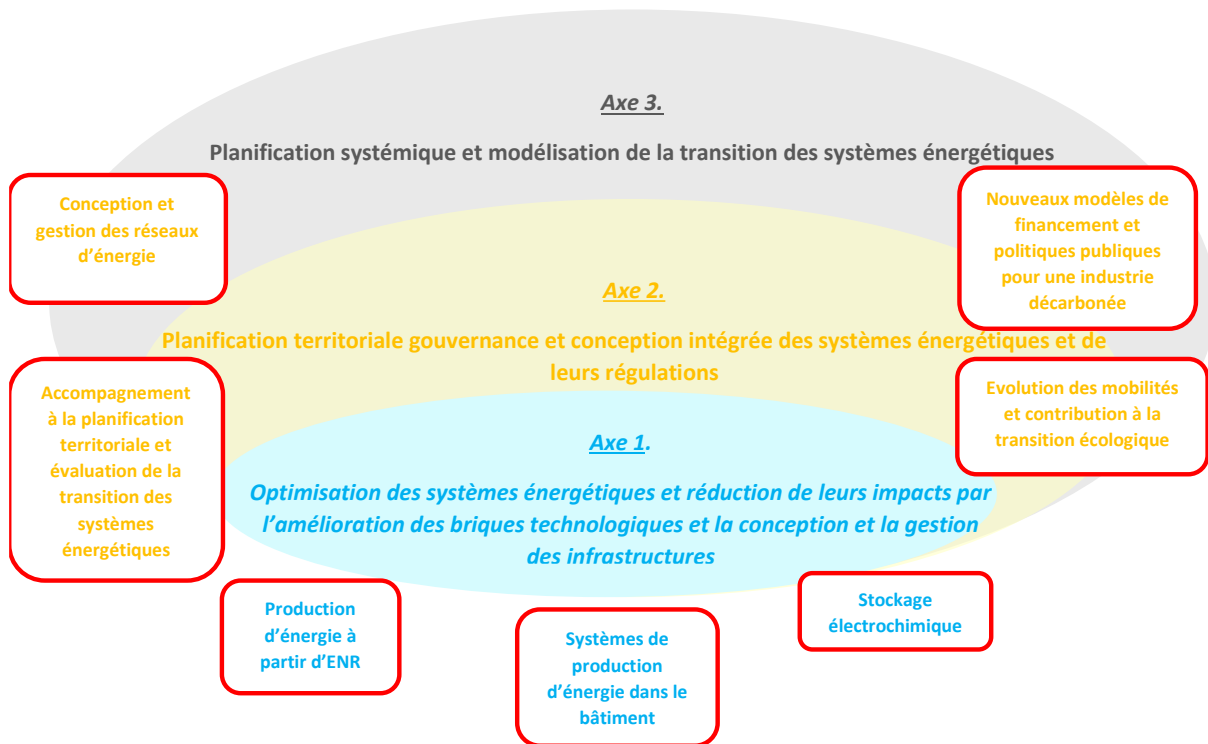 Axe 3.
Planification systémique et modélisation de la transition des systèmes énergétiques
Conception et
gestion des réseaux
d’énergie
Nouveaux modèles de
financement et
politiques publiques
pour une industrie
décarbonée
Axe 2.
Planification territoriale gouvernance et conception intégrée des systèmes énergétiques et de
leurs régulations
Accompagnement
à la planification
territoriale et
évaluation de la
transition des
systèmes
énergétiques
Evolution des mobilités
et contribution à la
transition écologique
Axe 1.
Optimisation des systèmes énergétiques et réduction de leurs impacts par
l’amélioration des briques technologiques et la conception et la gestion
des infrastructures
Production
d’énergie à
partir d’ENR
Systèmes de
production
d’énergie dans le
bâtiment
Stockage
électrochimique